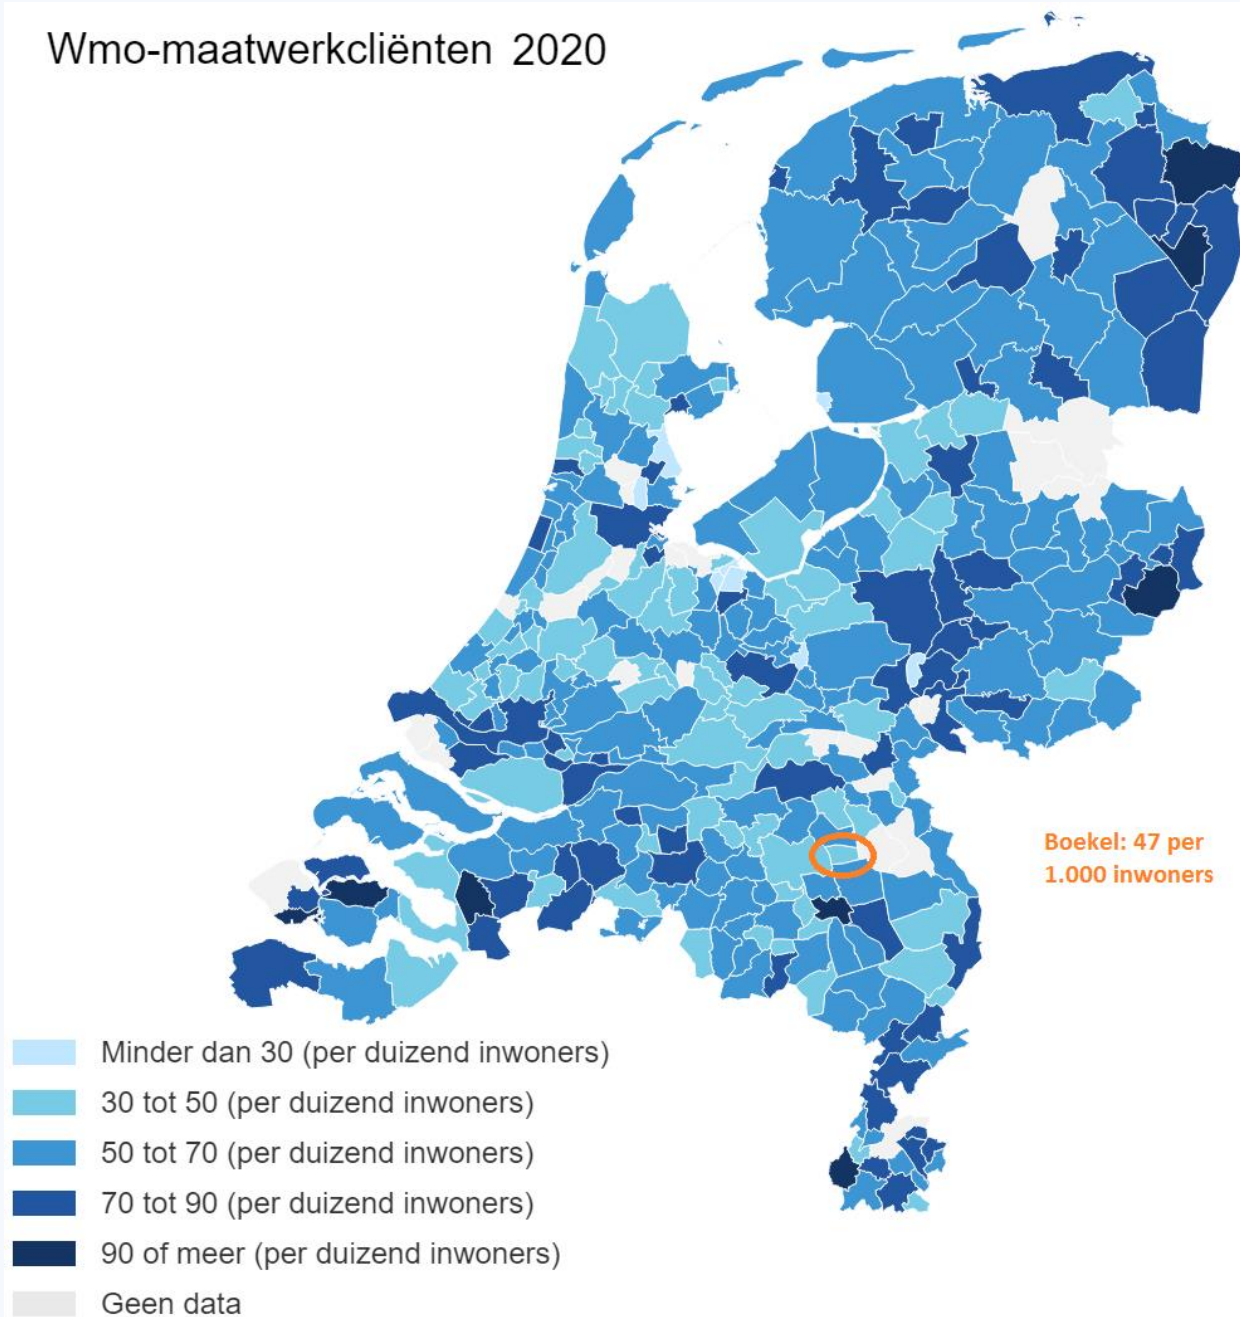 Wmo-maatwerkcliënten 2020
Boekel: 47 per
1.000 inwoners
Minder dan 30 (per duizend inwoners)
30 tot 50 (per duizend inwoners)
50 tot 70 (per duizend inwoners)
70 tot 90 (per duizend inwoners)
90 of meer (per duizend inwoners)
Geen data